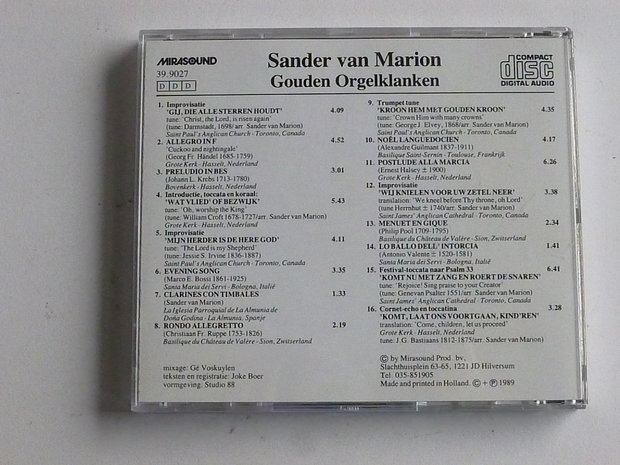 MIRASOUND
39.9027
D D D
Sander van Marion
Gouden Orgelklanken
COMPACT
disc
DIGITAL AUDIO
1. Improvisatie
'GIJ, DIE ALLE STERREN HOUDT' 4.09
tune: 'Christ, the Lord, is risen again'
(tune: Darmstadt, 1698/arr. Sander van Marion)
Saint Paul's Anglican Church - Toronto, Canada
2. ALLEGRO IN F 4.52
'Cuckoo and nightingale'
(Georg Fr. Händel 1685-1759)
Grote Kerk - Hasselt, Nederland
3. PRELUDIO IN BES 3.01
(Johann L. Krebs 1713-1780)
Bovenkerk - Hasselt, Nederland
4. Introductie, toccata en koraal:
'WAT VLIED' OF BEZWIJK' 5.43
tune: 'Oh, worship the King'
(tune: William Croft 1678-1727/arr. Sander van Marion)
Grote Kerk - Hasselt, Nederland
5. Improvisatie
'MIJN HERDER IS DE HERE GOD' 4.11
tune: 'The Lord is my Shepherd'
(tune: Jessie S. Irvine 1836-1887)
Saint Paul's Anglican Church - Toronto, Canada
6. EVENING SONG 3.35
(Marco E. Bossi 1861-1925)
Santa Maria dei Servi - Bologna, Italië
7. CLARINES CON TIMBALES 1.33
(Sander van Marion)
La Iglesia Parroquial de La Almunia de
Doña Godina - La Almunia, Spanje
8. RONDO ALLEGRETTO 2.19
(Christiaan Fr. Ruppe 1753-1826)
Basilique du Château de Valère - Sion, Zwitserland
mixage: Gé Voskuylen
teksten en registratie: Joke Boer
vormgeving: Studio 88
9. Trumpet tune
'KROON HEM MET GOUDEN KROON' 4.35
tune: 'Crown Him with many crowns'
(tune: George J. Elvey, 1868/arr. Sander van Marion)
Saint Paul's Anglican Church - Toronto, Canada
10. NOËL LANGUEDOCIEN 4.17
(Alexandre Guilmant 1837-1911)
Basilique Saint-Sernin - Toulouse, Frankrijk
11. POSTLUDE ALLA MARCIA 6.26
(Ernest Halsey ± 1900)
Grote Kerk - Hasselt, Nederland
12. Improvisatie
'WIJ KNIELEN VOOR UW ZETEL NEER' 3.38
translation: 'We kneel before Thy throne, oh Lord'
(tune Herrnhut ± 1740/arr. Sander van Marion)
Saint James' Anglican Cathedral - Toronto, Canada
13. MENUET EN GIQUE 2.34
(Philip Pool 1709-1795)
Basilique du Château de Valère - Sion, Zwitserland
14. LO BALLO DELL' INTORCIA 1.41
(Antonio Valente ± 1520-1581)
Santa Maria dei Servi - Bologna, Italië
15. Festival-toccata naar Psalm 33 6.41
'KOMT NU MET ZANG EN ROERT DE SNAREN'
tune: 'Rejoice! Sing praise to your Creator'
(tune: Genevan Psalter 1551/arr. Sander van Marion)
Saint James' Anglican Cathedral - Toronto, Canada
16. Cornet-echo en toccatina 3.28
'KOMT, LAAT ONS VOORTGAAN, KIND'REN'
translation: 'Come, children, let us proceed'
Grote Kerk - Hasselt, Nederland
(tune: J.G. Bastiaans 1812-1875/arr. Sander van Marion)
© by Mirasound Prod. bv,
Slachthuisplein 63-65, 1221 JD Hilversum
Tel. 035-851905
Made and printed in Holland. © + Ⓟ 1989